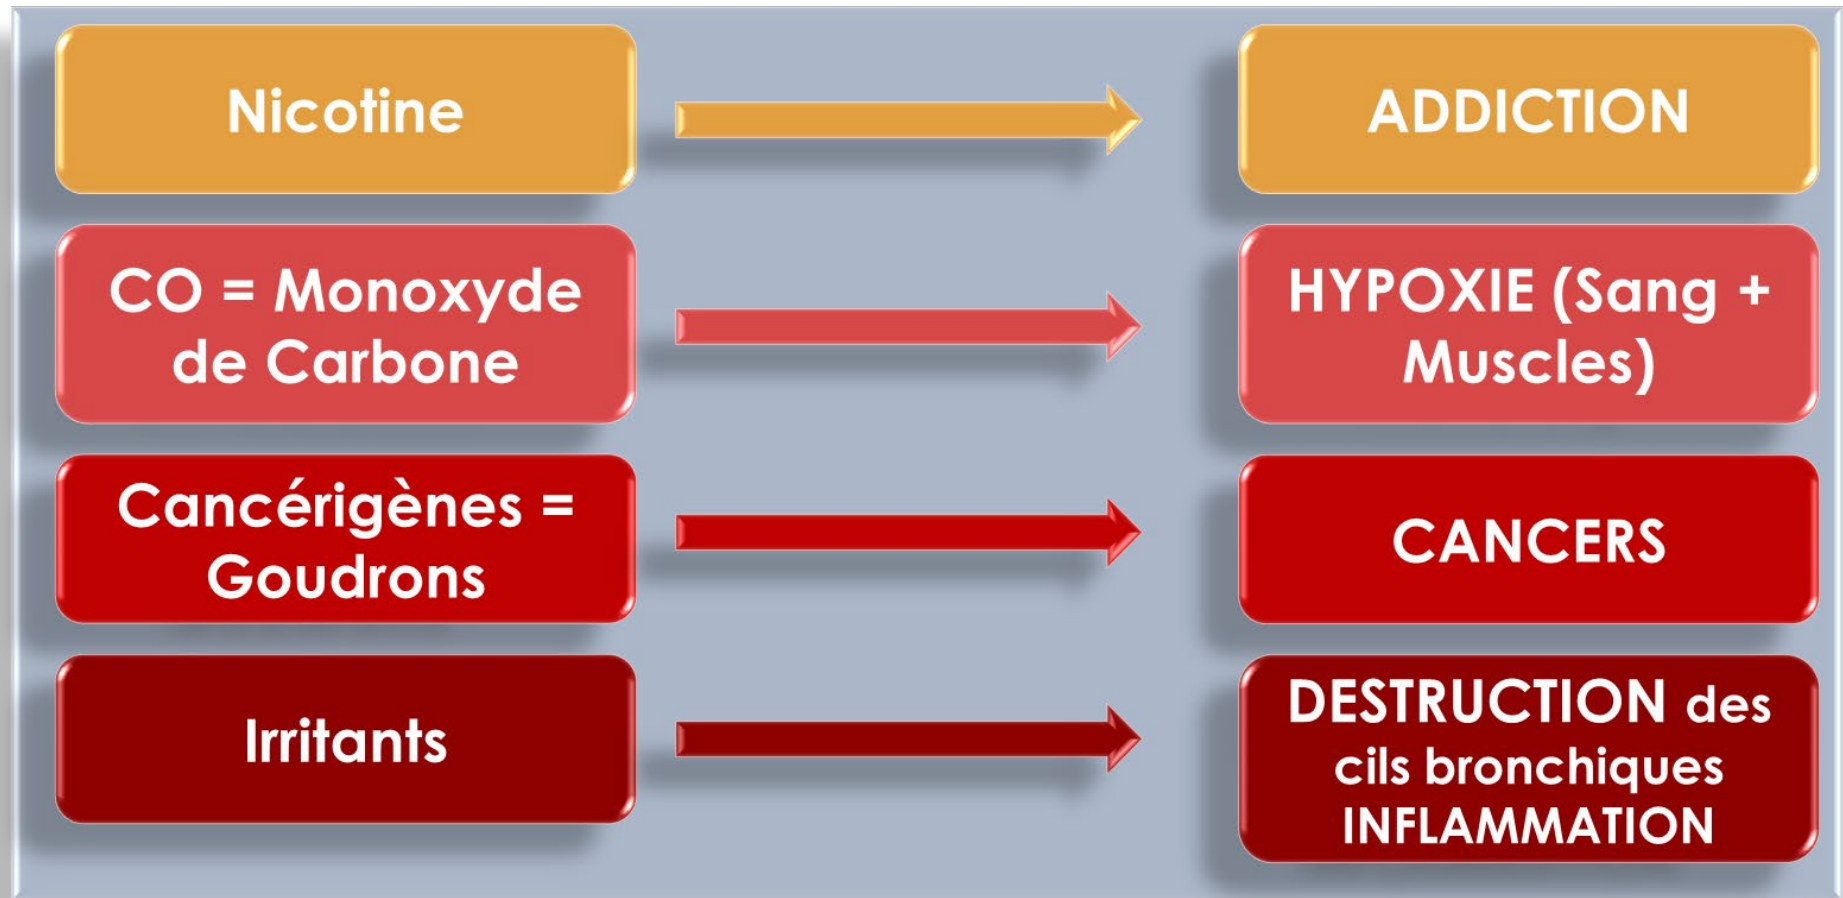 Nicotine
ADDICTION
CO = Monoxyde
de Carbone
HYPOXIE (Sang +
Muscles)
Cancérigènes =
Goudrons
CANCERS
Irritants
DESTRUCTION des
cils bronchiques
INFLAMMATION